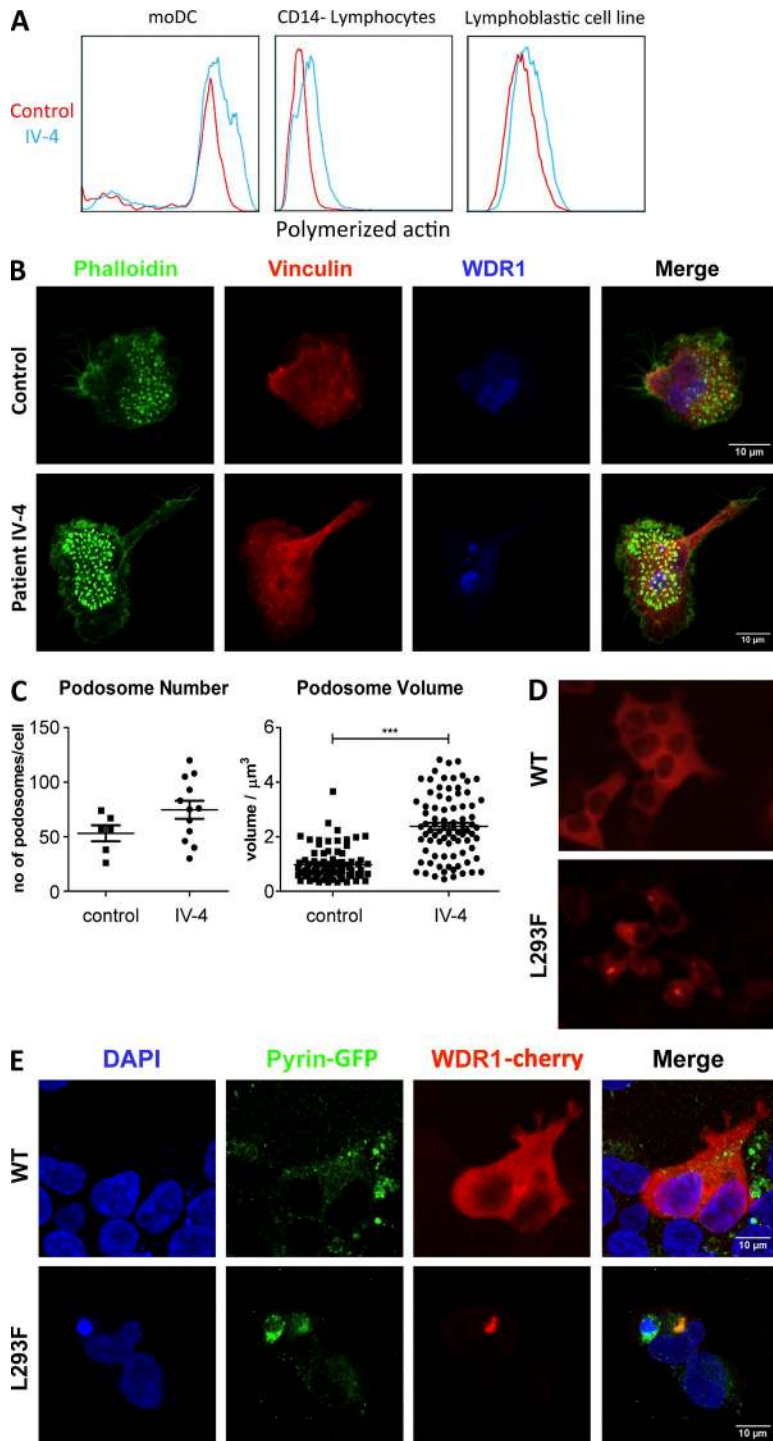 A
moDC
CD14- Lymphocytes
Lymphoblastic cell line
Control
IV-4
Polymerized actin
B
Phalloidin
Vinculin
WDR1
Merge
Control
10 µm
Patient IV-4
10 µm
C
Podosome Number
no of podosomes/cell
150
100
50
0
control
IV-4
Podosome Volume
volume / µm³
6
4
2
0
***
control
IV-4
D
WT
L293F
E
DAPI
Pyrin-GFP
WDR1-cherry
Merge
WT
10 µm
L293F
10 µm